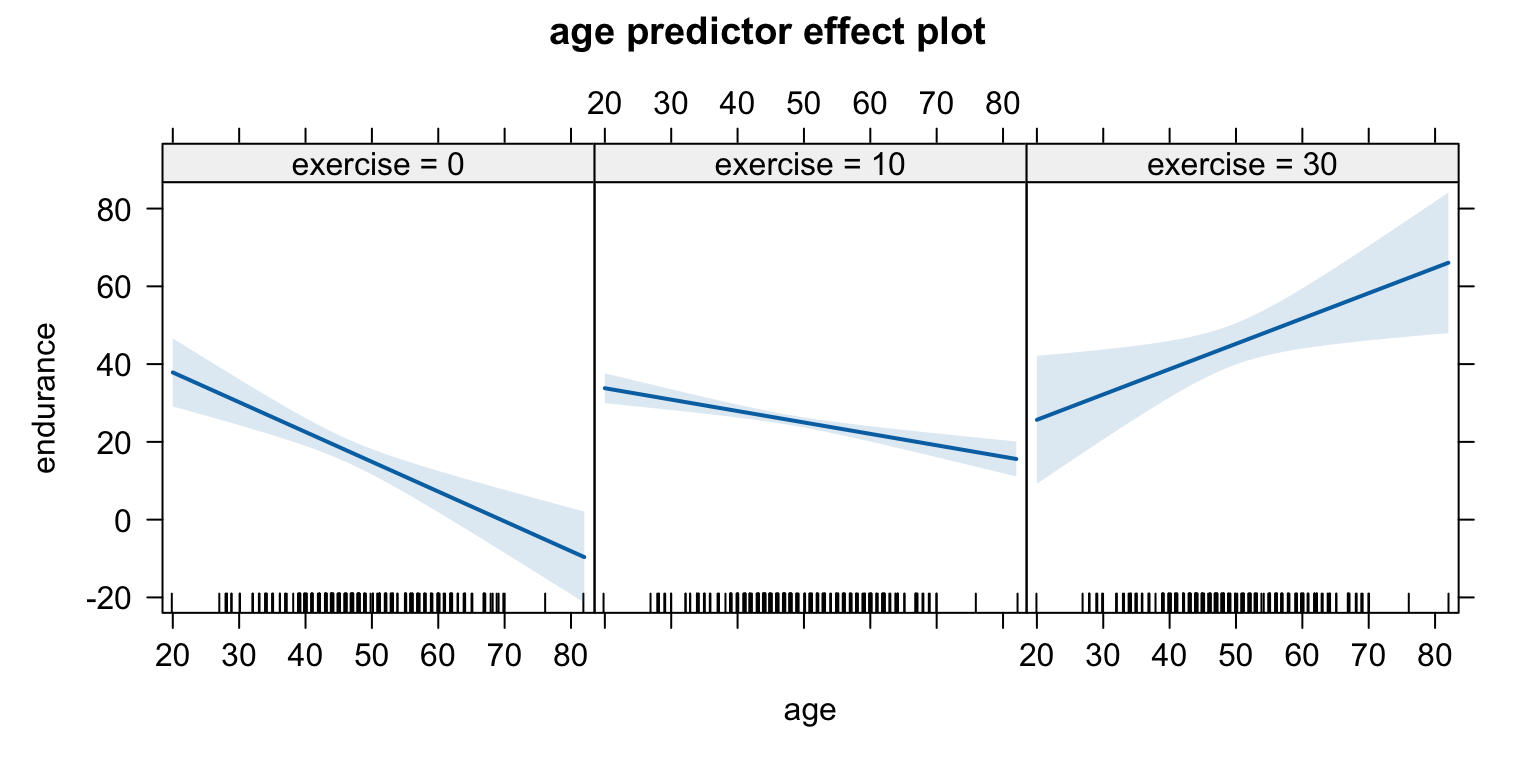 age predictor effect plot
20 30 40 50 60 70 80
exercise = 0 exercise = 10 exercise = 30
80
60
40
20
0
-20
endurance
20 30 40 50 60 70 80 20 30 40 50 60 70 80
age